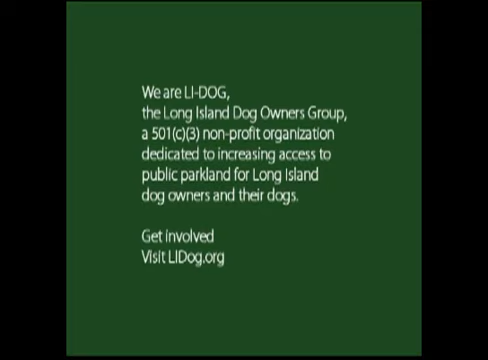 We are LI-DOG,
the Long Island Dog Owners Group,
a 501(c)(3) non-profit organization
dedicated to increasing access to
public parkland for Long Island
dog owners and their dogs.
Get involved
Visit LIDog.org